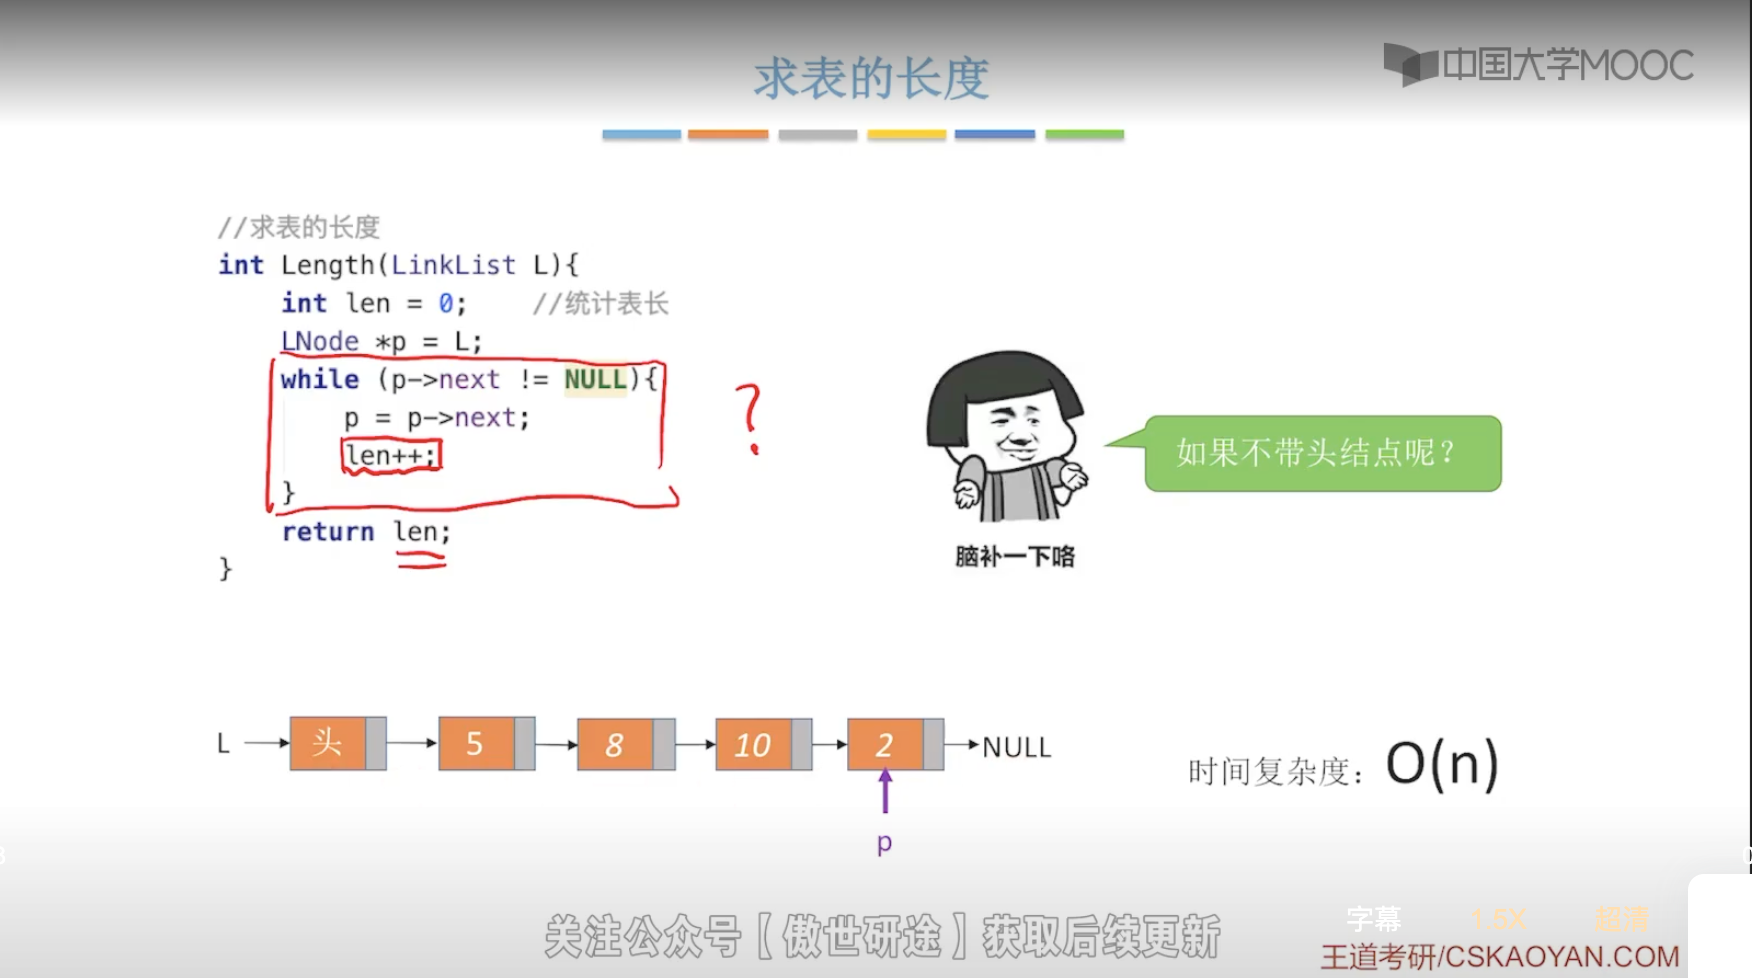 求表的长度
中国大学MOOC
//求表的长度
int Length(LinkList L){
int len = 0; //统计表长
LNode *p = L;
while (p->next != NULL){
p = p->next;
len++;
}
return len;
}
?
如果不带头结点呢？
脑补一下咯
L 头 5 8 10 2 NULL
p
时间复杂度： O(n)
字幕 1.5X 超清
关注公众号【傲世研途】获取后续更新
王道考研/CSKAOYAN.COM